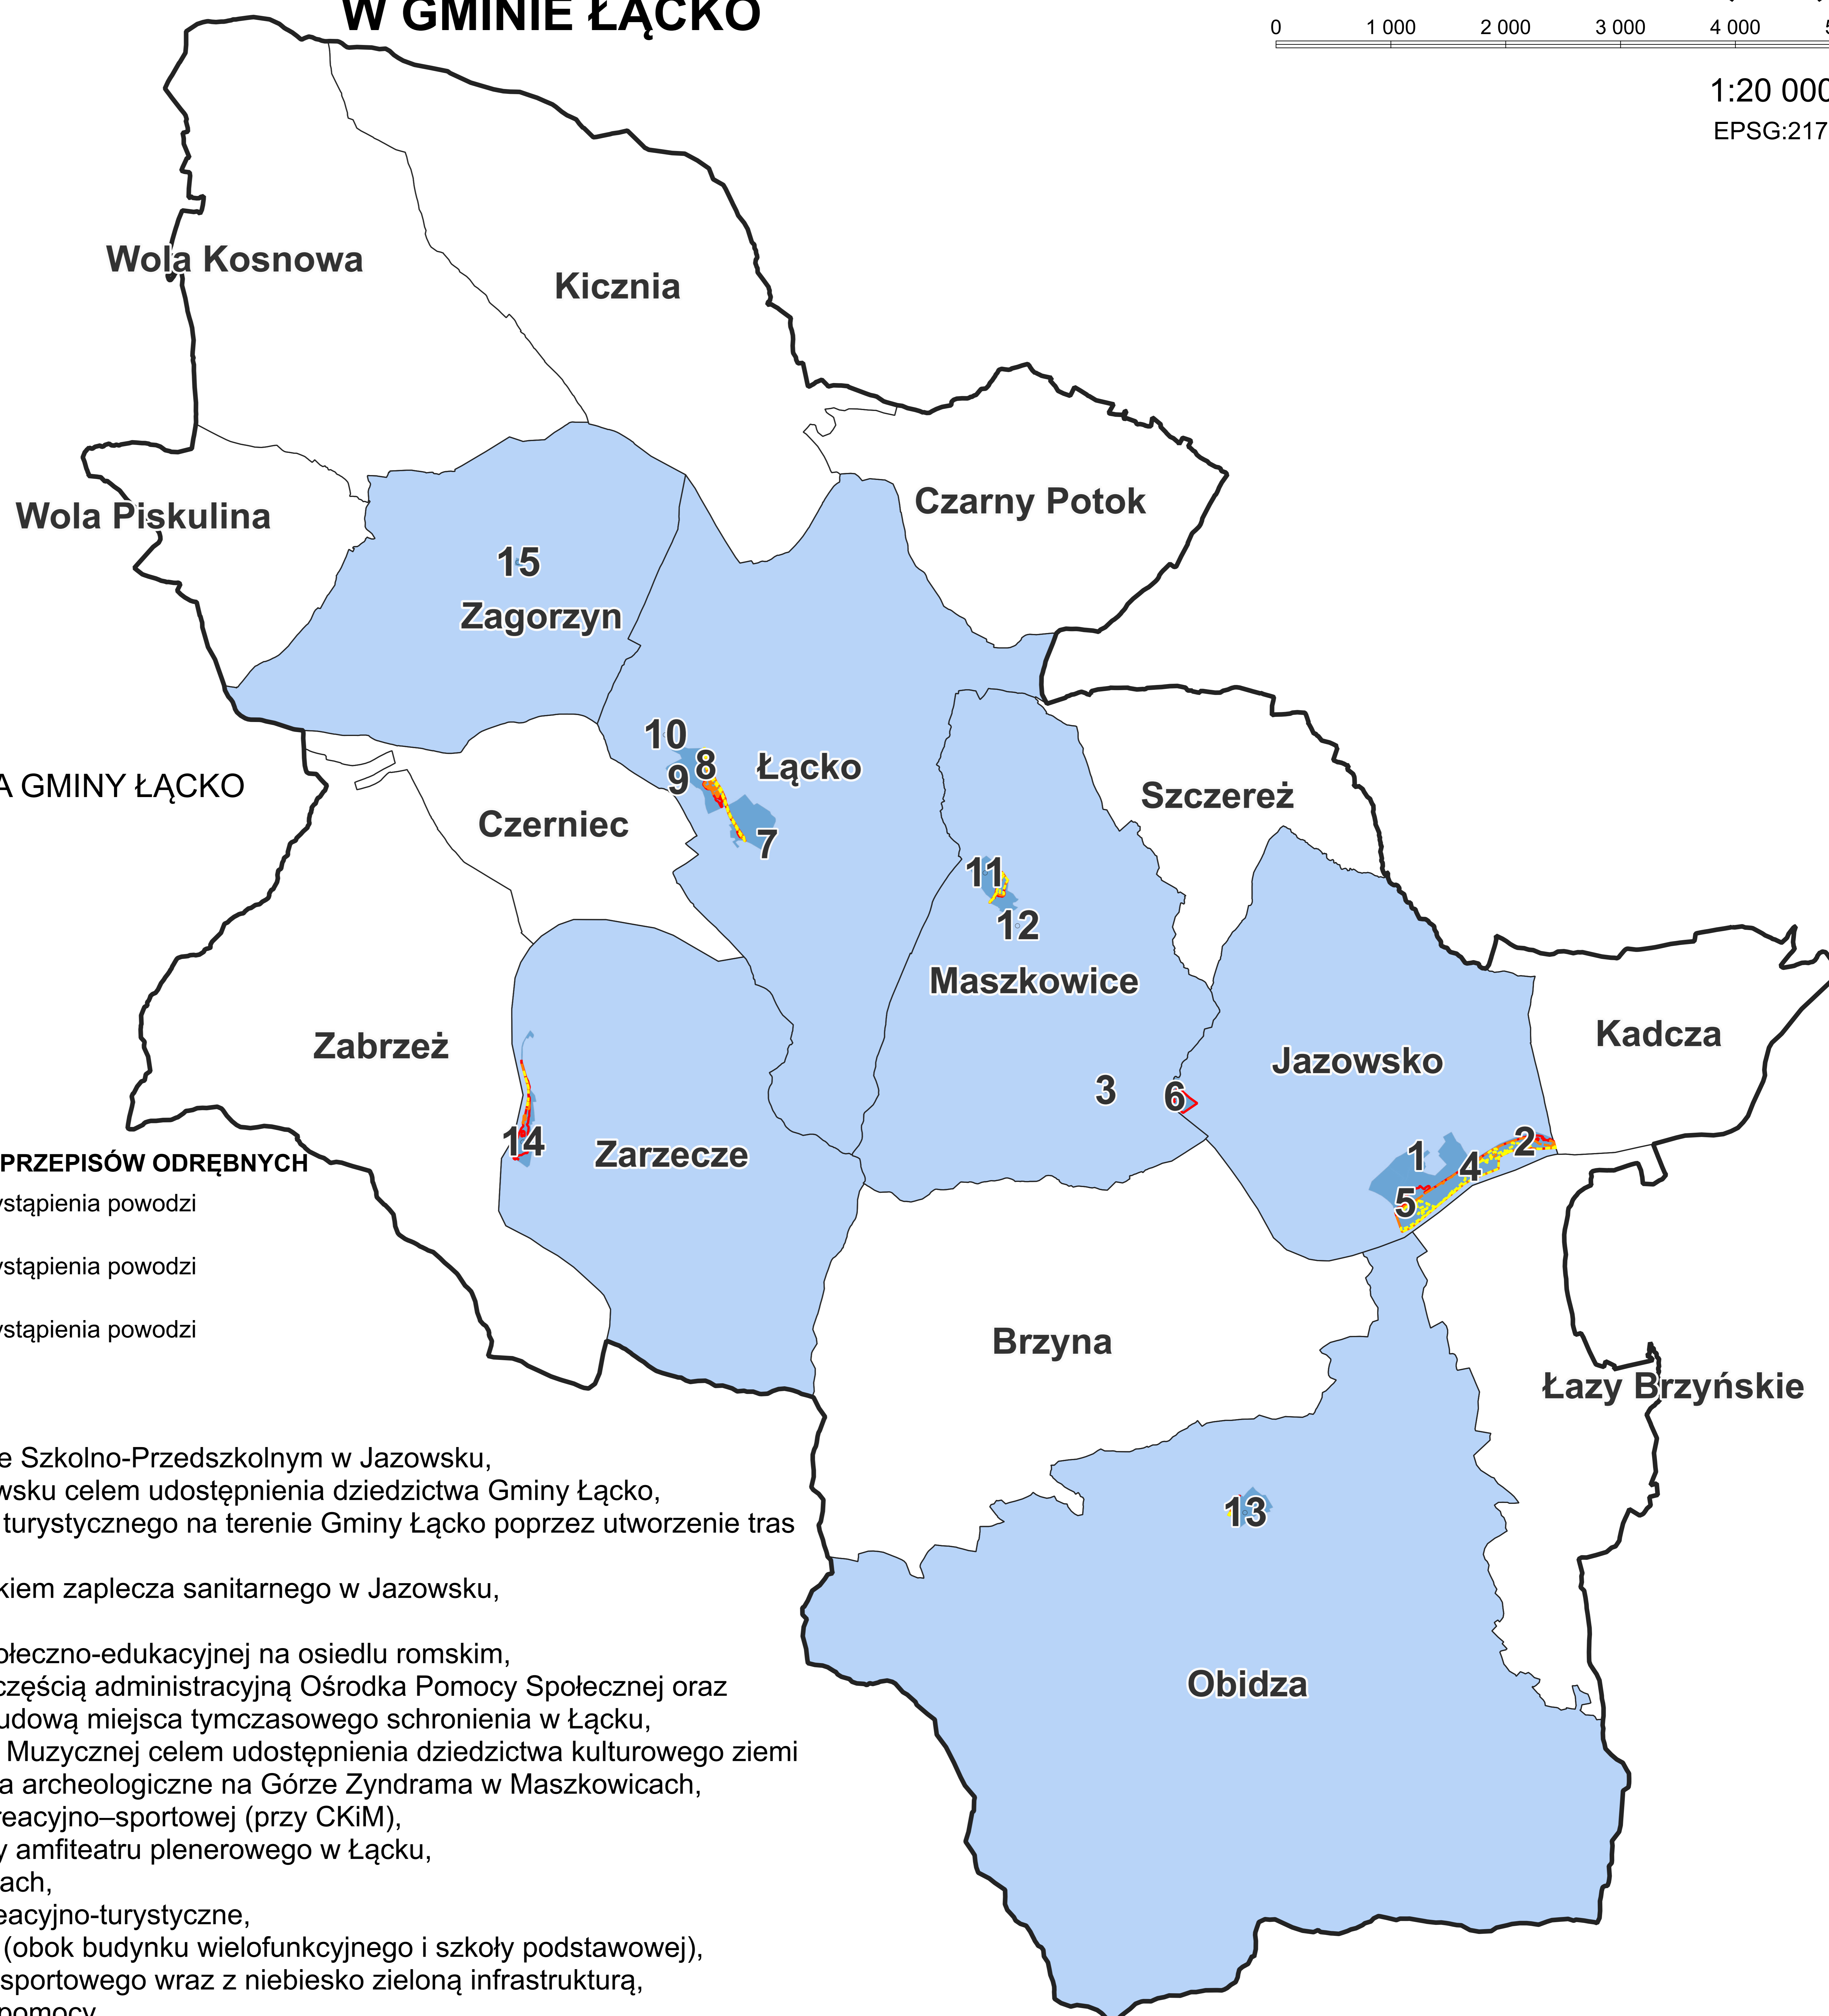 W GMINIE ŁĄCKO
0 1 000 2 000 3 000 4 000 5
1:20 000
EPSG:217
Wola Kosnowa
Kicznia
Wola Piskulina
Czarny Potok
15
Zagorzyn
10
8
9
Łącko
7
A GMINY ŁĄCKO
Czerniec
Szczereż
11
12
Maszkowice
Zabrzeż
Kadcza
Jazowsko
3
6
14
Zarzecze
1
2
4
5
PRZEPISÓW ODRĘBNYCH
ystąpienia powodzi
ystąpienia powodzi
ystąpienia powodzi
Brzyna
Łazy Brzyńskie
13
Obidza
e Szkolno-Przedszkolnym w Jazowsku,
wsku celem udostępnienia dziedzictwa Gminy Łącko,
turystycznego na terenie Gminy Łącko poprzez utworzenie tras
kiem zaplecza sanitarnego w Jazowsku,
ołeczno-edukacyjnej na osiedlu romskim,
częścią administracyjną Ośrodka Pomocy Społecznej oraz
udową miejsca tymczasowego schronienia w Łącku,
Muzycznej celem udostępnienia dziedzictwa kulturowego ziemi
a archeologiczne na Górze Zyndrama w Maszkowicach,
reacyjno–sportowej (przy CKiM),
y amfiteatru plenerowego w Łącku,
ach,
eacyjno-turystyczne,
(obok budynku wielofunkcyjnego i szkoły podstawowej),
sportowego wraz z niebiesko zieloną infrastrukturą,
pomocy